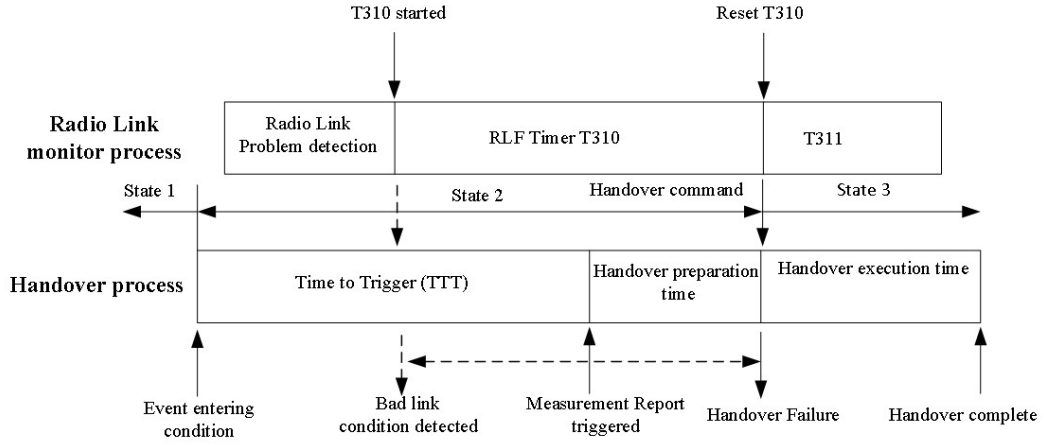 T310 started
Reset T310
Radio Link
monitor process
Radio Link
Problem detection
RLF Timer T310
T311
State 1
State 2
Handover command
State 3
Handover process
Time to Trigger (TTT)
Handover preparation
time
Handover execution time
Event entering
condition
Bad link
condition detected
Measurement Report
triggered
Handover Failure
Handover complete